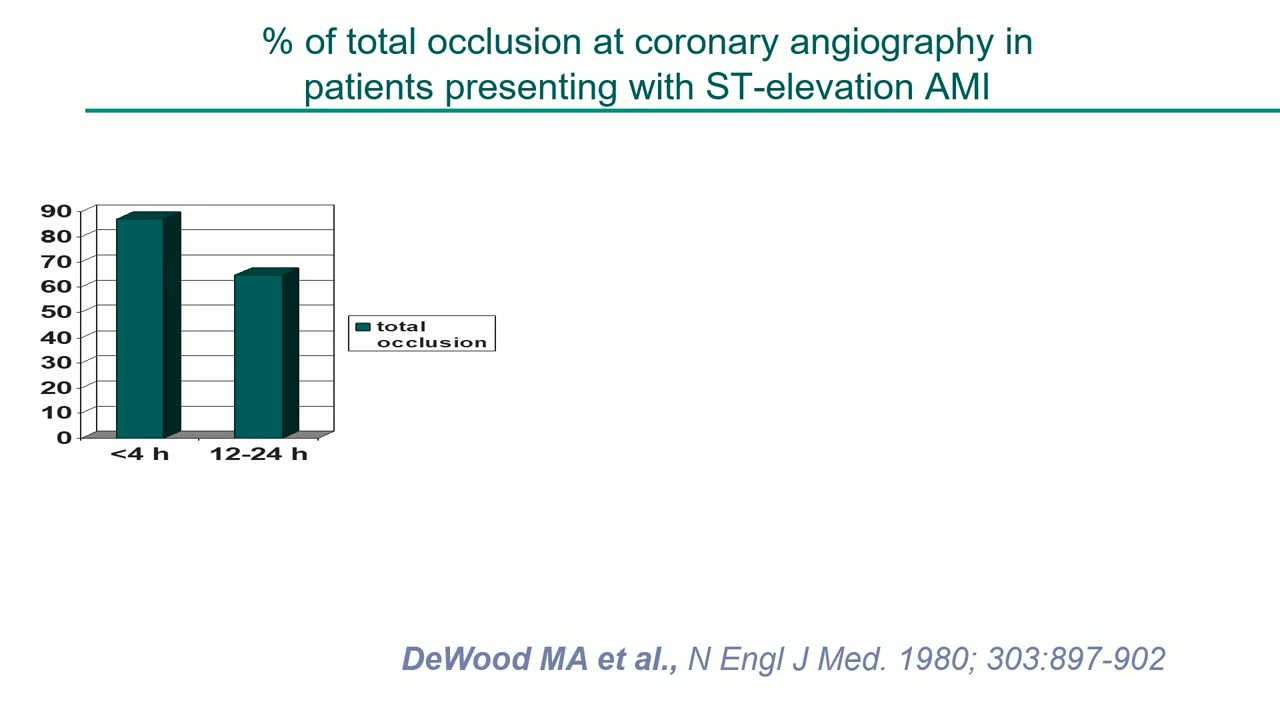 % of total occlusion at coronary angiography in
patients presenting with ST-elevation AMI
90
80
70
60
50
40
30
20
10
0
<4 h
12-24 h
total
occlusion
DeWood MA et al., N Engl J Med. 1980; 303:897-902